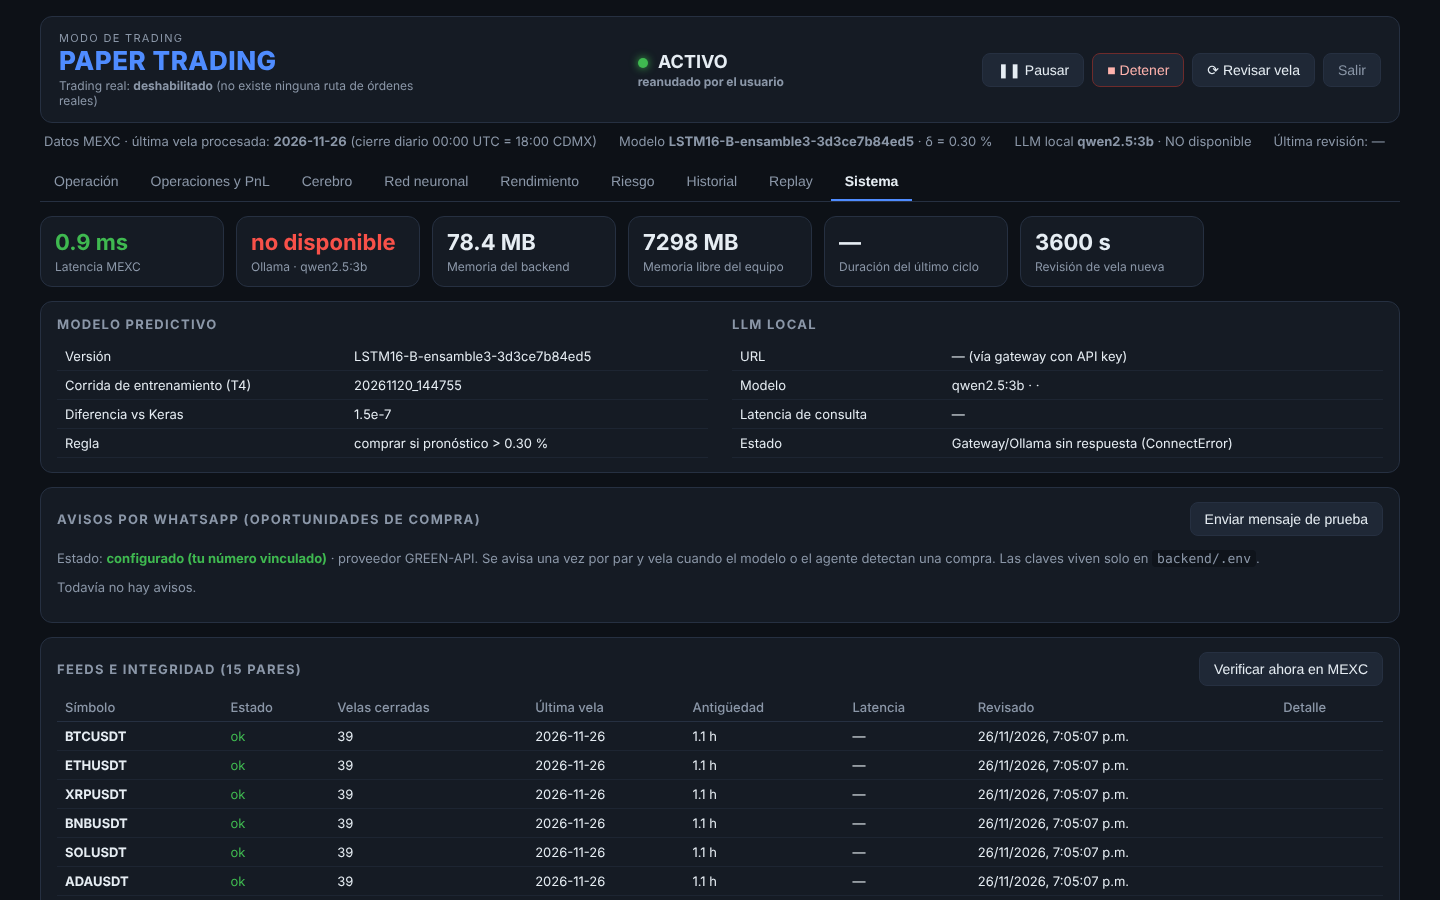 MODO DE TRADING
PAPER TRADING
Trading real: deshabilitado (no existe ninguna ruta de órdenes
reales)
ACTIVO
reanudado por el usuario
❚❚ Pausar
■ Detener
⟳ Revisar vela
Salir
Datos MEXC · última vela procesada: 2026-11-26 (cierre diario 00:00 UTC = 18:00 CDMX)
Modelo LSTM16-B-ensamble3-3d3ce7b84ed5 · δ = 0.30 %
LLM local qwen2.5:3b · NO disponible
Última revisión: —
Operación
Operaciones y PnL
Cerebro
Red neuronal
Rendimiento
Riesgo
Historial
Replay
Sistema
0.9 ms
Latencia MEXC
no disponible
Ollama · qwen2.5:3b
78.4 MB
Memoria del backend
7298 MB
Memoria libre del equipo
—
Duración del último ciclo
3600 s
Revisión de vela nueva
MODELO PREDICTIVO
Versión LSTM16-B-ensamble3-3d3ce7b84ed5
Corrida de entrenamiento (T4) 20261120_144755
Diferencia vs Keras 1.5e-7
Regla comprar si pronóstico > 0.30 %
LLM LOCAL
URL — (vía gateway con API key)
Modelo qwen2.5:3b · ·
Latencia de consulta —
Estado Gateway/Ollama sin respuesta (ConnectError)
AVISOS POR WHATSAPP (OPORTUNIDADES DE COMPRA)
Enviar mensaje de prueba
Estado: configurado (tu número vinculado) · proveedor GREEN-API. Se avisa una vez por par y vela cuando el modelo o el agente detectan una compra. Las claves viven solo en backend/.env .
Todavía no hay avisos.
FEEDS E INTEGRIDAD (15 PARES)
Verificar ahora en MEXC
Símbolo Estado Velas cerradas Última vela Antigüedad Latencia Revisado Detalle
BTCUSDT ok 39 2026-11-26 1.1 h — 26/11/2026, 7:05:07 p.m.
ETHUSDT ok 39 2026-11-26 1.1 h — 26/11/2026, 7:05:07 p.m.
XRPUSDT ok 39 2026-11-26 1.1 h — 26/11/2026, 7:05:07 p.m.
BNBUSDT ok 39 2026-11-26 1.1 h — 26/11/2026, 7:05:07 p.m.
SOLUSDT ok 39 2026-11-26 1.1 h — 26/11/2026, 7:05:07 p.m.
ADAUSDT ok 39 2026-11-26 1.1 h — 26/11/2026, 7:05:07 p.m.